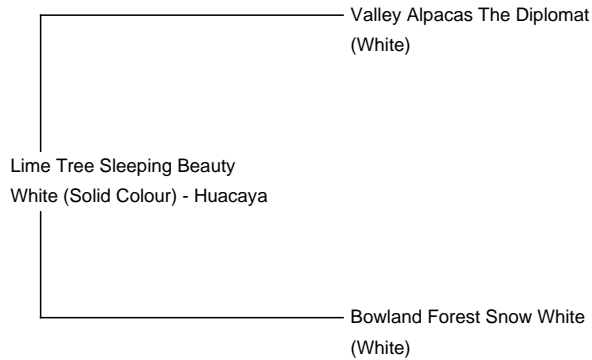 Valley Alpacas The Diplomat
(White)
Lime Tree Sleeping Beauty
White (Solid Colour) - Huacaya
Bowland Forest Snow White
(White)